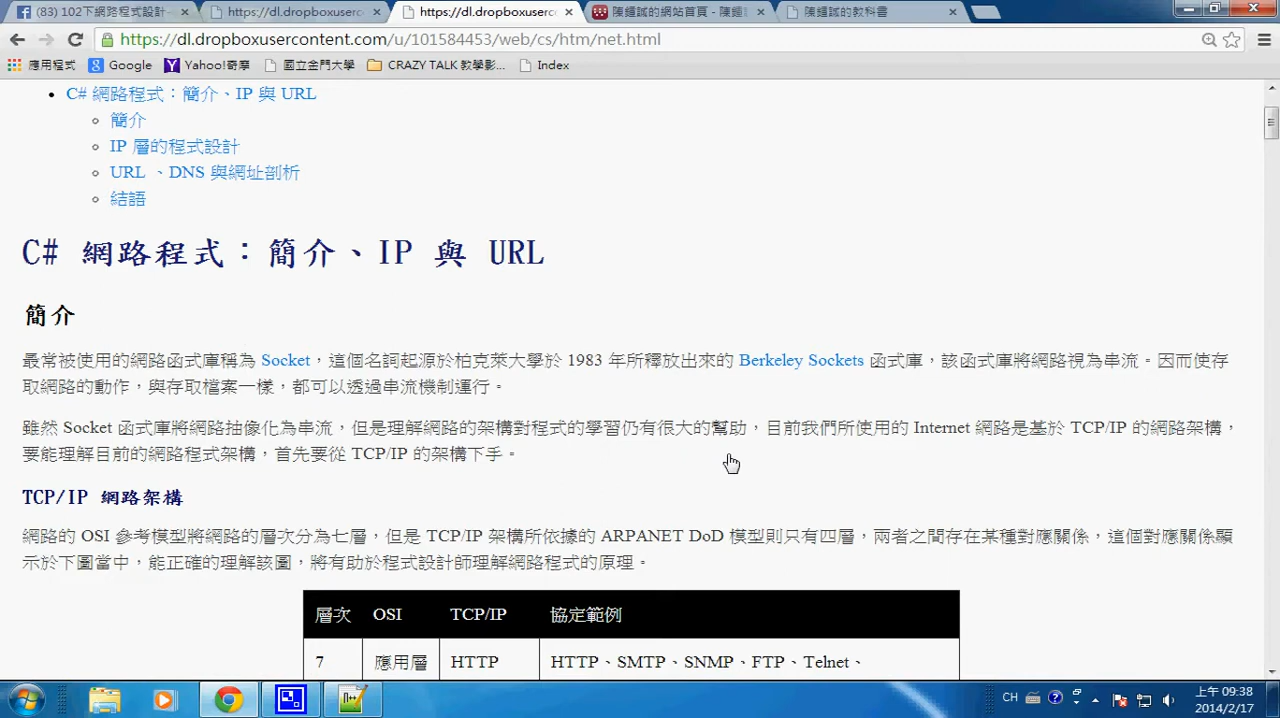 (83) 102下網路程式設計-
https://dl.dropboxuserco
https://dl.dropboxuserc
陳鍾誠的網站首頁 - 陳鍾誠
陳鍾誠的教科書
https://dl.dropboxusercontent.com/u/101584453/web/cs/htm/net.html
應用程式
Google
Yahoo!奇摩
國立金門大學
CRAZY TALK 教學影...
Index
C# 網路程式：簡介、IP 與 URL
簡介
IP 層的程式設計
URL 、DNS 與網址剖析
結語
C# 網路程式：簡介、IP 與 URL
簡介
最常被使用的網路函式庫稱為 Socket，這個名詞起源於柏克萊大學於 1983 年所釋放出來的 Berkeley Sockets 函式庫，該函式庫將網路視為串流。因而使存
取網路的動作，與存取檔案一樣，都可以透過串流機制運行。
雖然 Socket 函式庫將網路抽像化為串流，但是理解網路的架構對程式的學習仍有很大的幫助，目前我們所使用的 Internet 網路是基於 TCP/IP 的網路架構，
要能理解目前的網路程式架構，首先要從 TCP/IP 的架構下手。
TCP/IP 網路架構
網路的 OSI 參考模型將網路的層次分為七層，但是 TCP/IP 架構所依據的 ARPANET DoD 模型則只有四層，兩者之間存在某種對應關係，這個對應關係顯
示於下圖當中，能正確的理解該圖，將有助於程式設計師理解網路程式的原理。
層次 OSI TCP/IP 協定範例
7 應用層 HTTP HTTP、SMTP、SNMP、FTP、Telnet、
CH
上午 09:38
2014/2/17